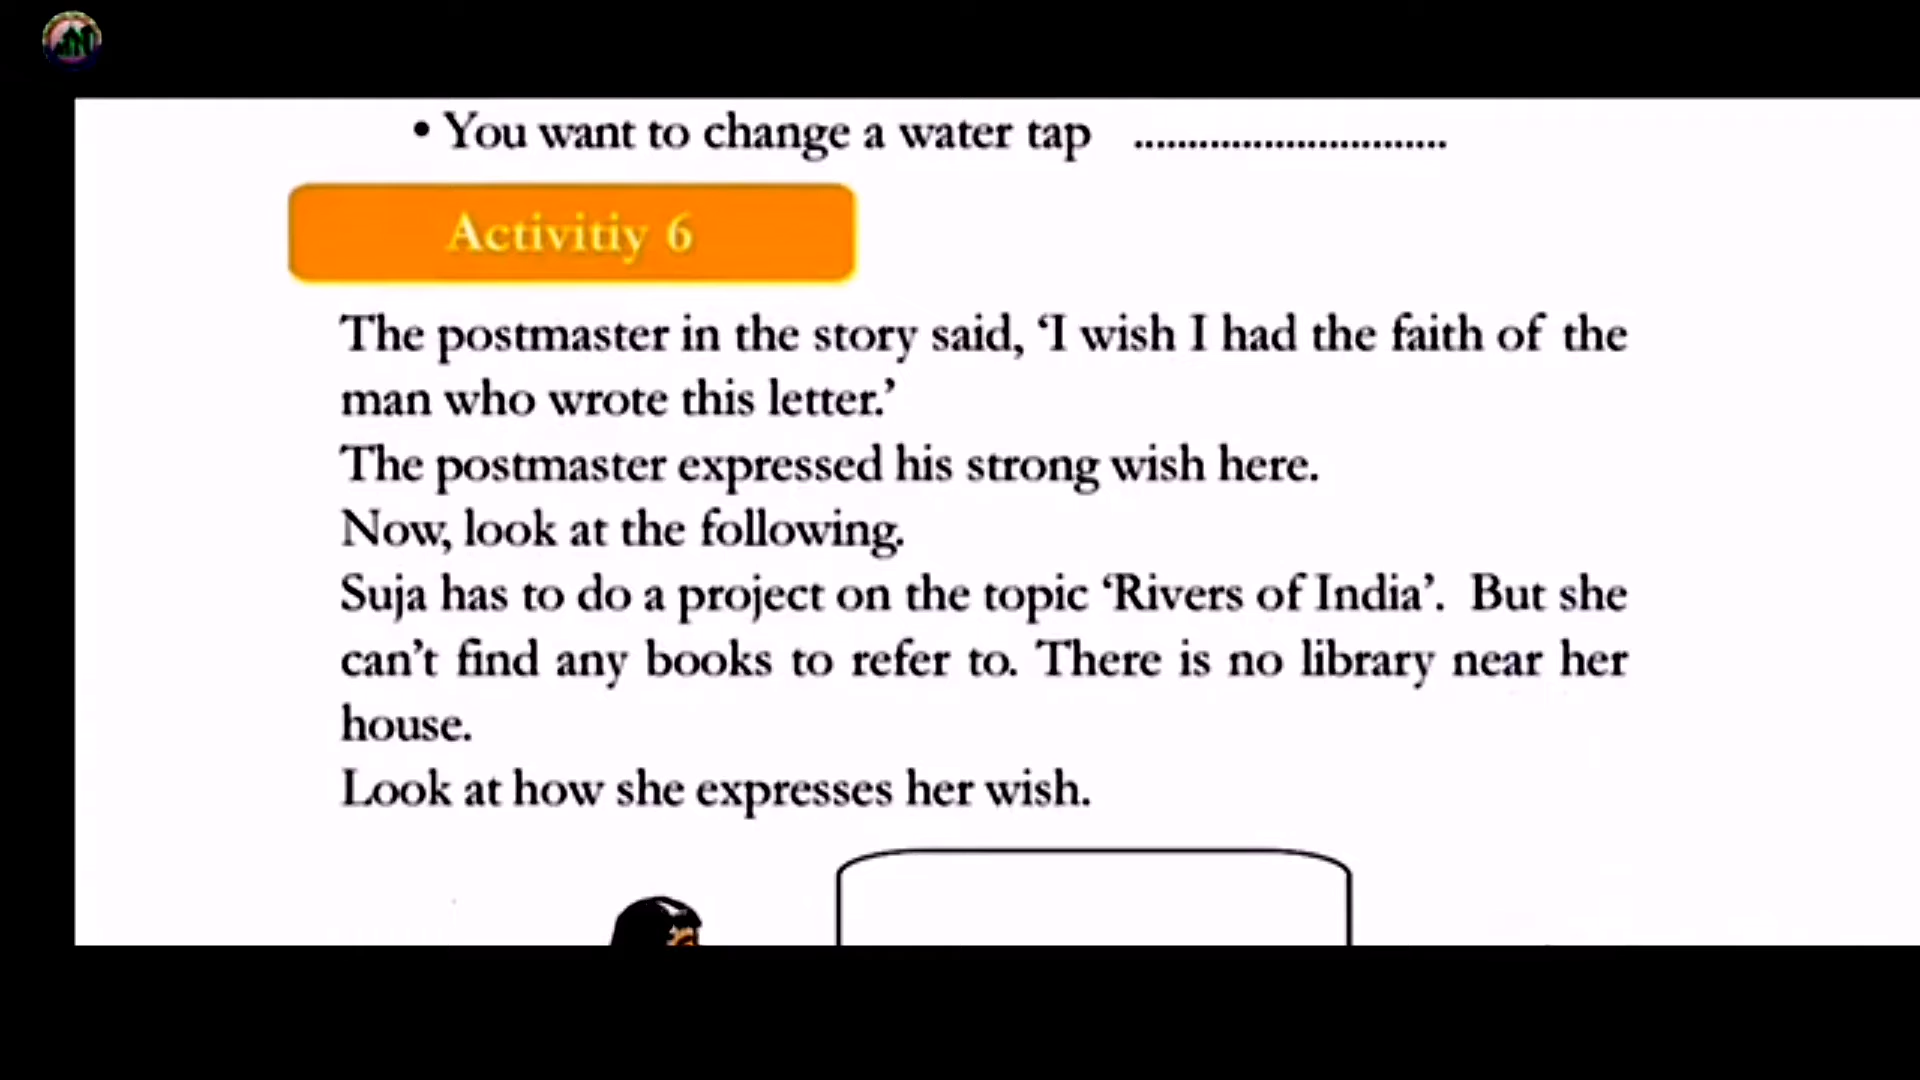 • You want to change a water tap ............................
Activitiy 6
The postmaster in the story said, ‘I wish I had the faith of the
man who wrote this letter.’
The postmaster expressed his strong wish here.
Now, look at the following.
Suja has to do a project on the topic ‘Rivers of India’. But she
can’t find any books to refer to. There is no library near her
house.
Look at how she expresses her wish.